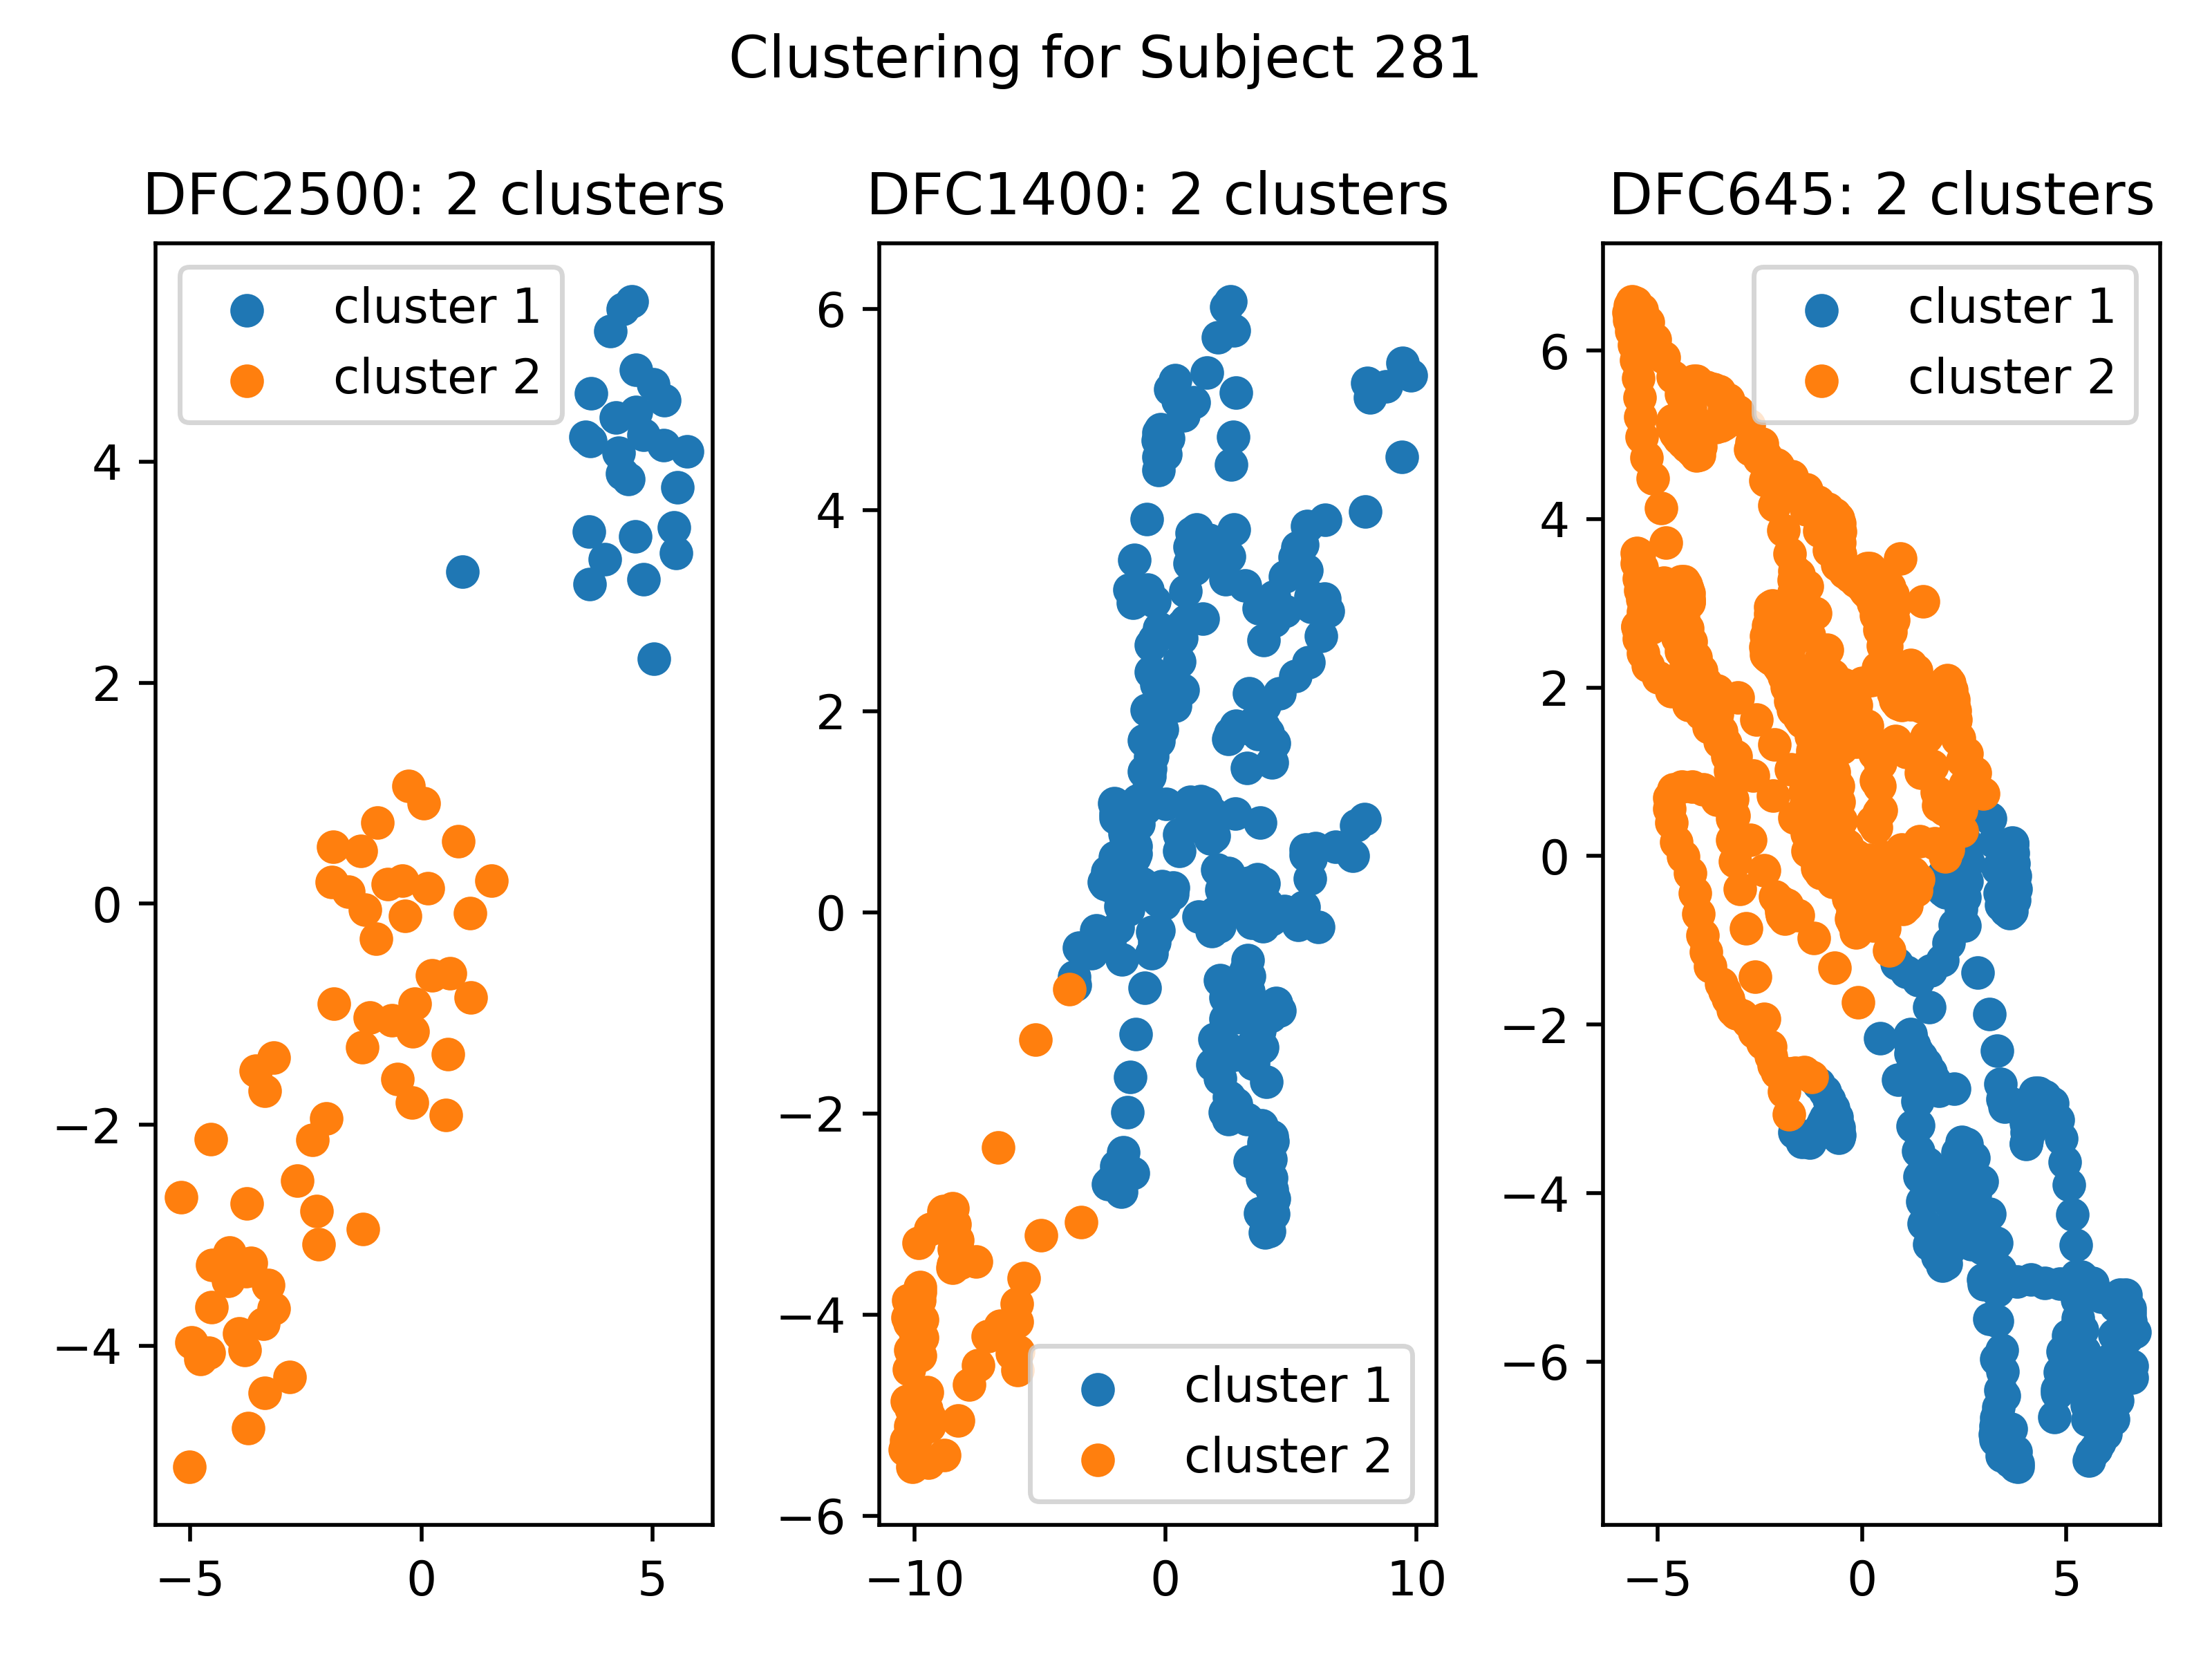 Clustering for Subject 281
DFC2500: 2 clusters
DFC1400: 2 clusters
DFC645: 2 clusters
cluster 1
cluster 2
4
2
0
−2
−4
−5
0
5
6
4
2
0
−2
−4
−6
cluster 1
cluster 2
−10
0
10
cluster 1
cluster 2
6
4
2
0
−2
−4
−6
−5
0
5